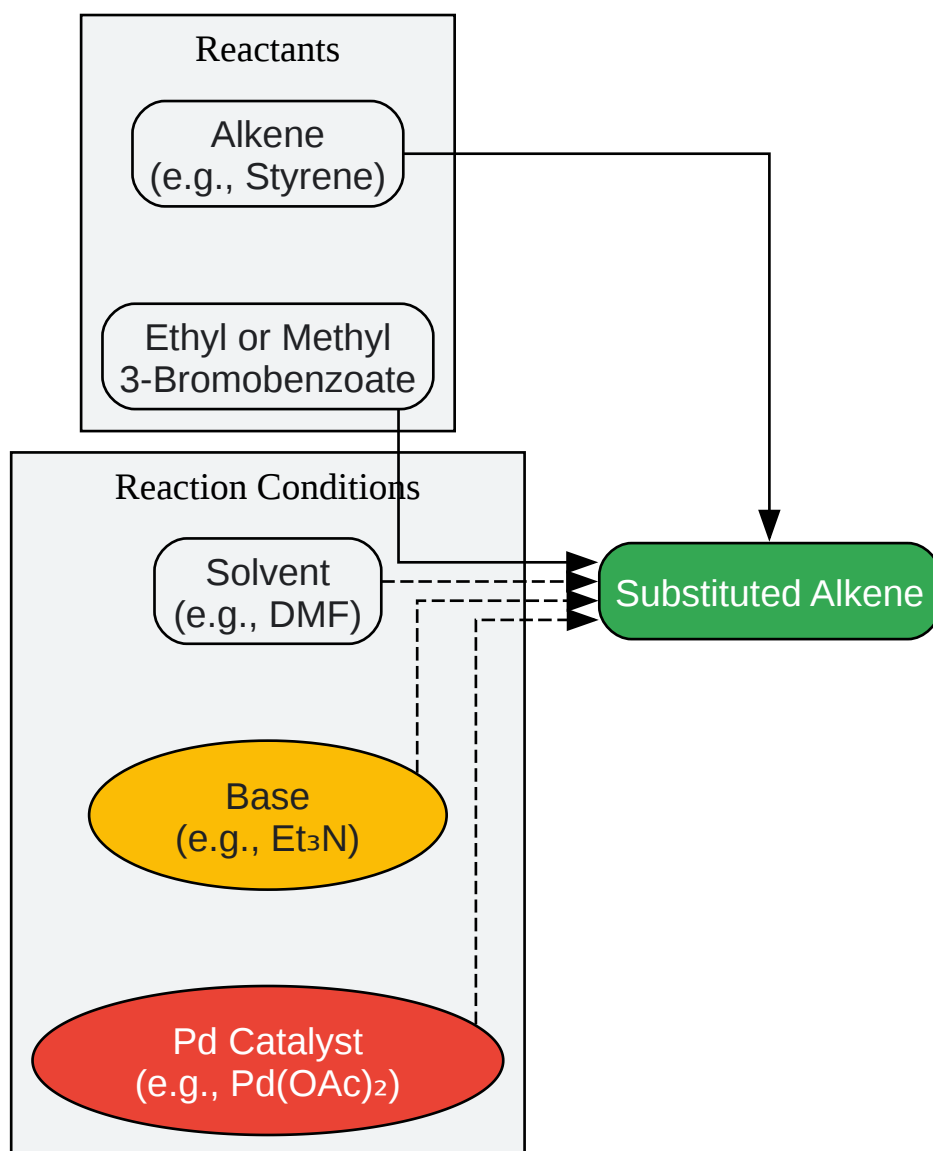 Reactants
Alkene
(e.g., Styrene)
Ethyl or Methyl
3-Bromobenzoate
Reaction Conditions
Solvent
(e.g., DMF)
Substituted Alkene
Base
(e.g., Et₃N)
Pd Catalyst
(e.g., Pd(OAc)₂)